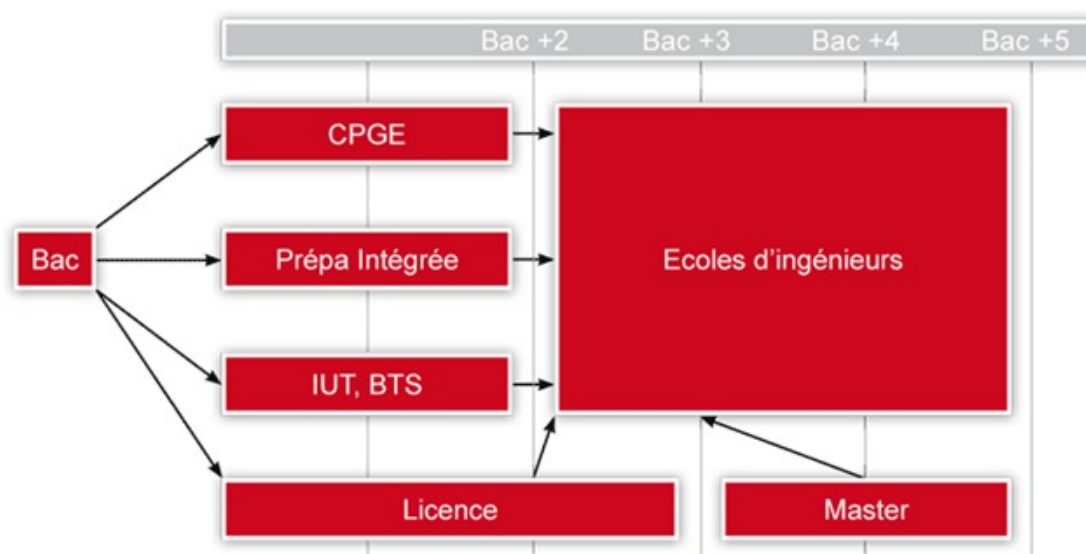 Bac +2
Bac +3
Bac +4
Bac +5
CPGE
Bac
Prépa Intégrée
Ecoles d'ingénieurs
IUT, BTS
Licence
Master